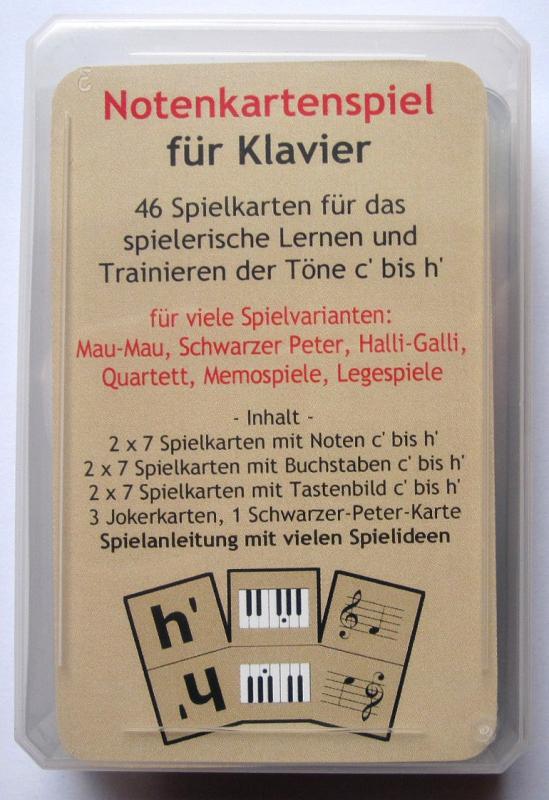 Notenkartenspiel
für Klavier
46 Spielkarten für das
spielerische Lernen und
Trainieren der Töne c' bis h'
für viele Spielvarianten:
Mau-Mau, Schwarzer Peter, Halli-Galli,
Quartett, Memospiele, Legespiele
- Inhalt -
2 x 7 Spielkarten mit Noten c' bis h'
2 x 7 Spielkarten mit Buchstaben c' bis h'
2 x 7 Spielkarten mit Tastenbild c' bis h'
3 Jokerkarten, 1 Schwarzer-Peter-Karte
Spielanleitung mit vielen Spielideen
h'
h'